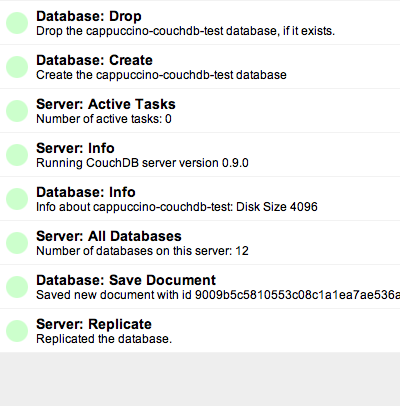 Database: Drop
Drop the cappuccino-couchdb-test database, if it exists.
Database: Create
Create the cappuccino-couchdb-test database
Server: Active Tasks
Number of active tasks: 0
Server: Info
Running CouchDB server version 0.9.0
Database: Info
Info about cappuccino-couchdb-test: Disk Size 4096
Server: All Databases
Number of databases on this server: 12
Database: Save Document
Saved new document with id 9009b5c5810553c08c1a1ea7ae536a
Server: Replicate
Replicated the database.